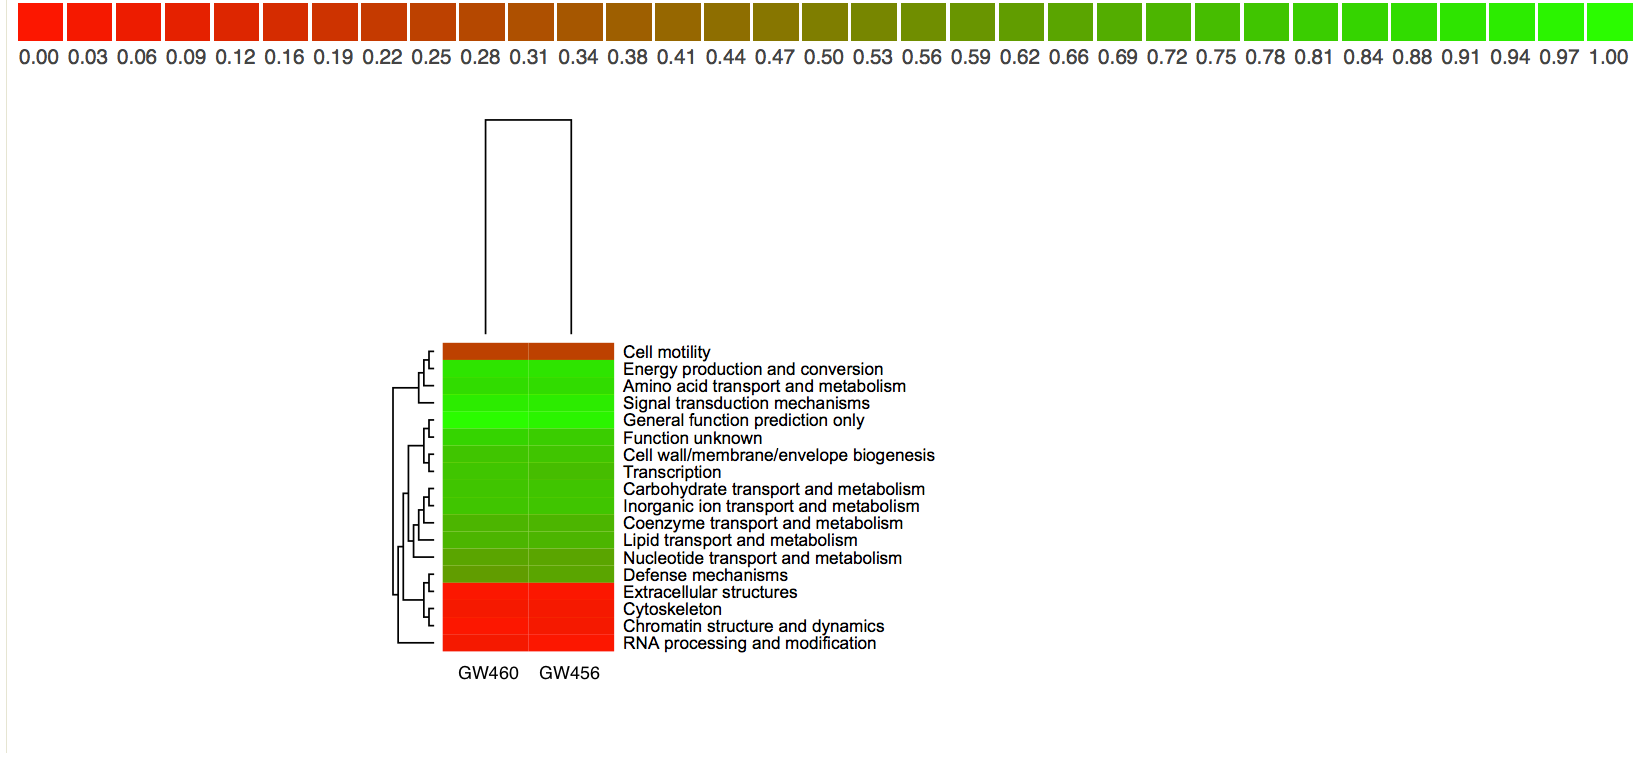 0.00 0.03 0.06 0.09 0.12 0.16 0.19 0.22 0.25 0.28 0.31 0.34 0.38 0.41 0.44 0.47 0.50 0.53 0.56 0.59 0.62 0.66 0.69 0.72 0.75 0.78 0.81 0.84 0.88 0.91 0.94 0.97 1.00
Cell motility
Energy production and conversion
Amino acid transport and metabolism
Signal transduction mechanisms
General function prediction only
Function unknown
Cell wall/membrane/envelope biogenesis
Transcription
Carbohydrate transport and metabolism
Inorganic ion transport and metabolism
Coenzyme transport and metabolism
Lipid transport and metabolism
Nucleotide transport and metabolism
Defense mechanisms
Extracellular structures
Cytoskeleton
Chromatin structure and dynamics
RNA processing and modification
GW460 GW456